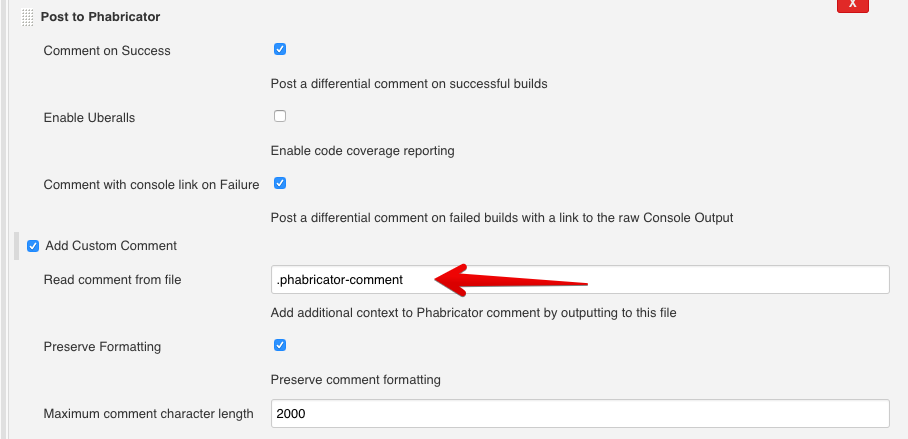 X
Post to Phabricator
Comment on Success
Post a differential comment on successful builds
Enable Uberalls
Enable code coverage reporting
Comment with console link on Failure
Post a differential comment on failed builds with a link to the raw Console Output
Add Custom Comment
Read comment from file .phabricator-comment
Add additional context to Phabricator comment by outputting to this file
Preserve Formatting
Preserve comment formatting
Maximum comment character length 2000